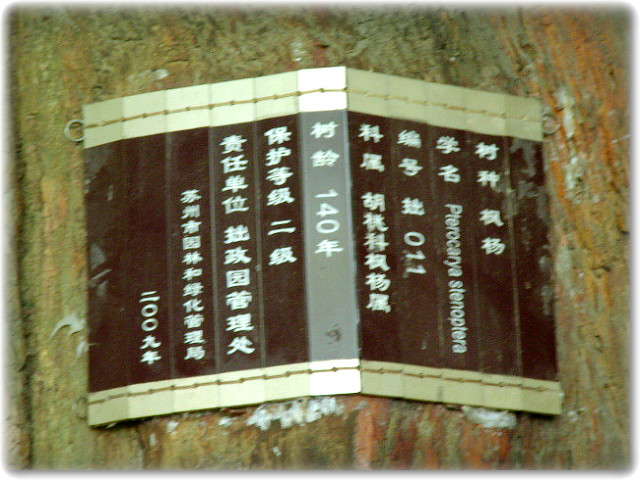 树种 枫杨
学名 Pterocarya stenoptera
编号 拙 011
科属 胡桃科枫杨属
树龄 140年
保护等级 二级
责任单位 拙政园管理处
苏州市园林和绿化管理局
二〇〇九年